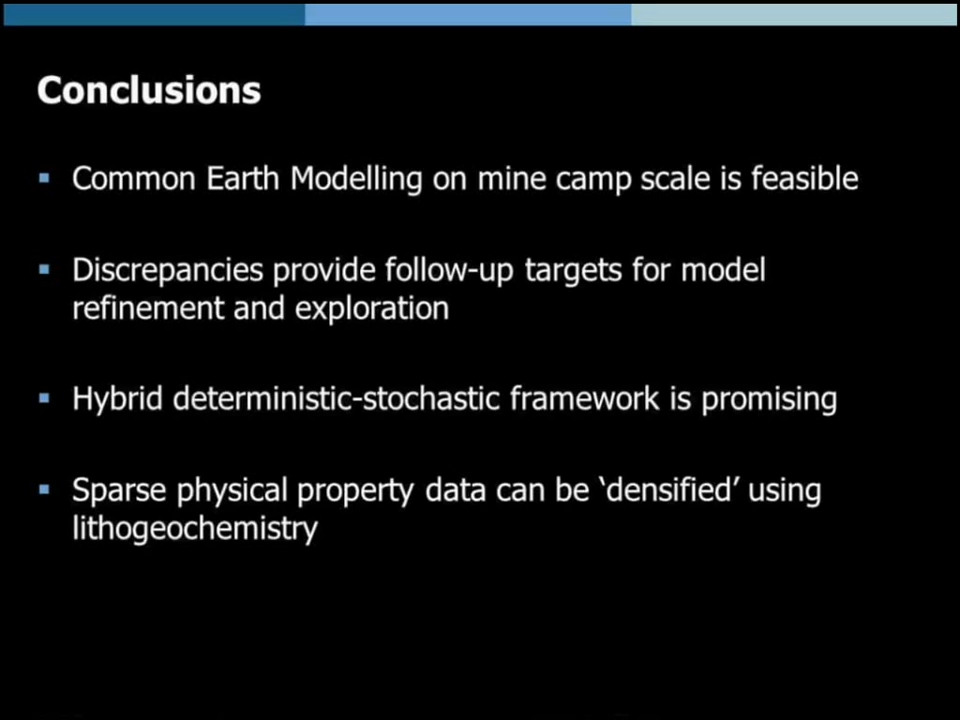 Conclusions
Common Earth Modelling on mine camp scale is feasible
Discrepancies provide follow-up targets for model
refinement and exploration
Hybrid deterministic-stochastic framework is promising
Sparse physical property data can be ‘densified’ using
lithogeochemistry